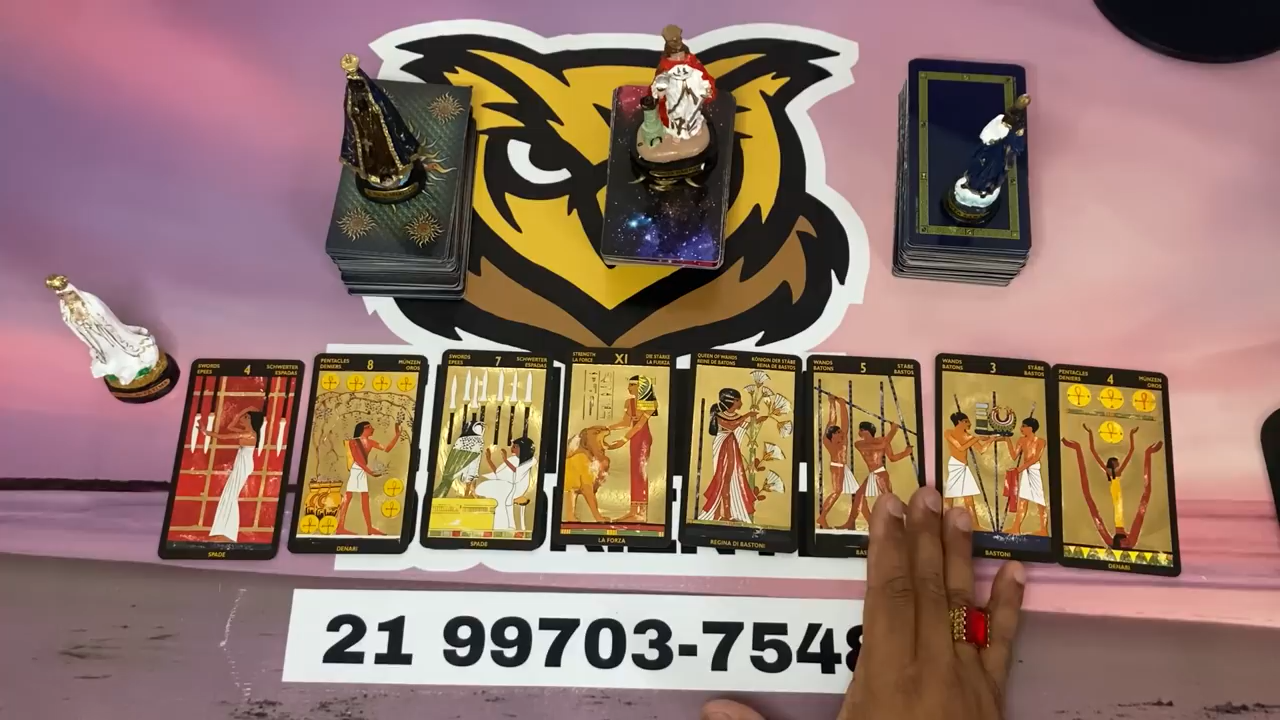 SWORDS EPEES 4 SCHWERTER ESPADAS
SPADE
PENTACLES DENIERS 8 MÜNZEN OROS
DENARI
SWORDS EPEES 7 SCHWERTER ESPADAS
SPADE
STRENGTH LA FORCE XI DIE STÄRKE LA FUERZA
LA FORZA
QUEEN OF WANDS REINE DE BATONS KÖNIGIN DER STÄBE REINA DE BASTOS
REGINA DI BASTONI
WANDS BATONS 5 STÄBE BASTOS
WANDS BATONS 3 STÄBE BASTOS
BASTONI
PENTACLES DENIERS 4 MÜNZEN OROS
DENARI
21 99703-7548